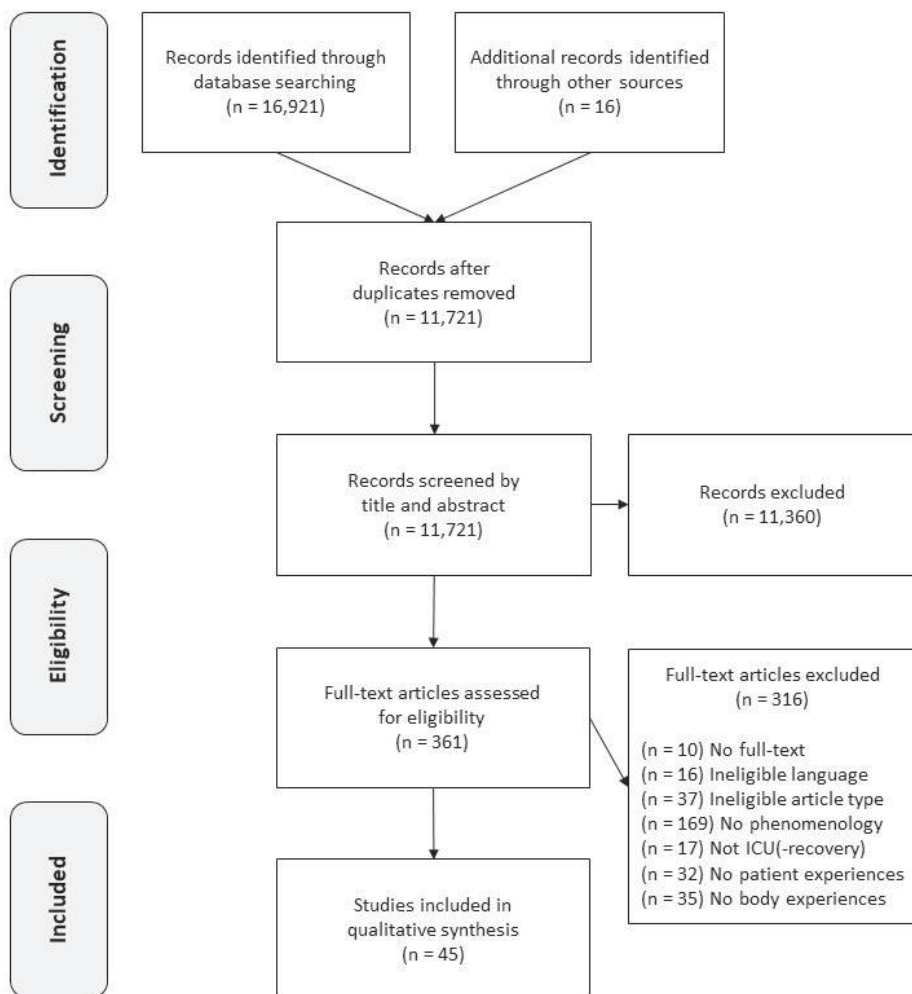 Identification
Records identified through
database searching
(n = 16,921)
Additional records identified
through other sources
(n = 16)
Records after
duplicates removed
(n = 11,721)
Screening
Records screened by
title and abstract
(n = 11,721)
Records excluded
(n = 11,360)
Eligibility
Full-text articles assessed
for eligibility
(n = 361)
Full-text articles excluded
(n = 316)
(n = 10) No full-text
(n = 16) Ineligible language
(n = 37) Ineligible article type
(n = 169) No phenomenology
(n = 17) Not ICU(-recovery)
(n = 32) No patient experiences
(n = 35) No body experiences
Included
Studies included in
qualitative synthesis
(n = 45)